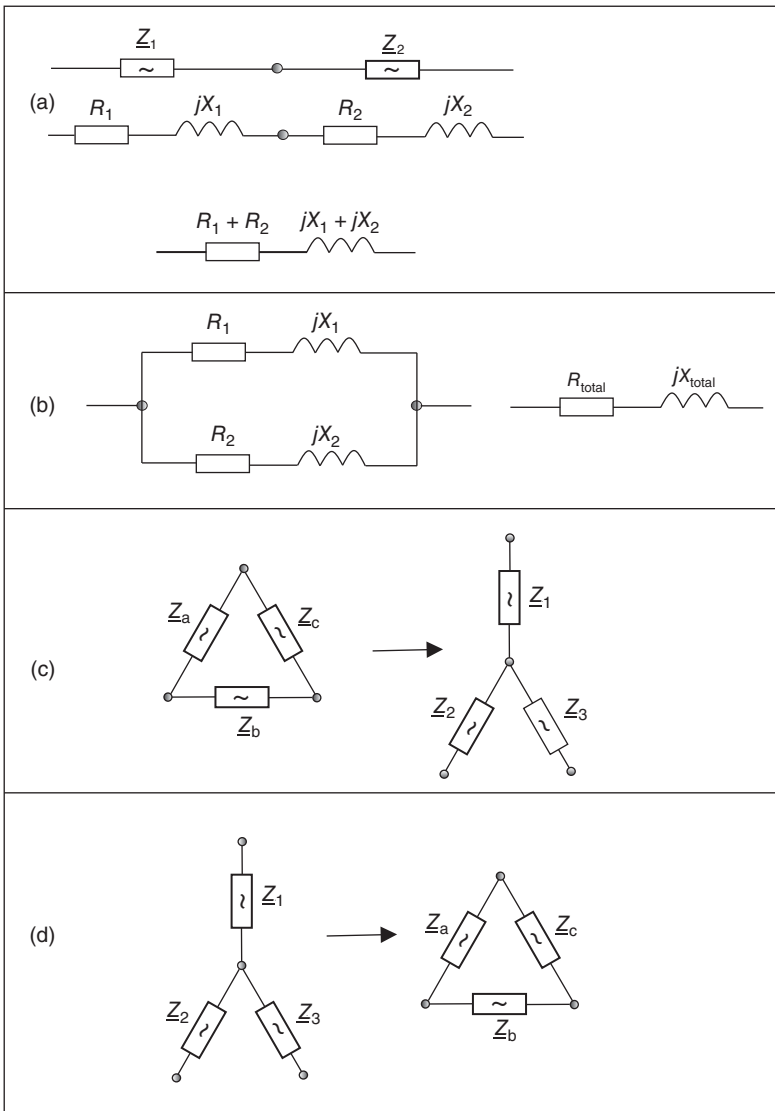 (a)
Z1 Z2
R1 jX1 R2 jX2
R1 + R2 jX1 + jX2
(b)
R1 jX1
R2 jX2
Rtotal jXtotal
(c)
Za Zc
Zb
Z1
Z2 Z3
(d)
Z1
Z2 Z3
Za Zc
Zb